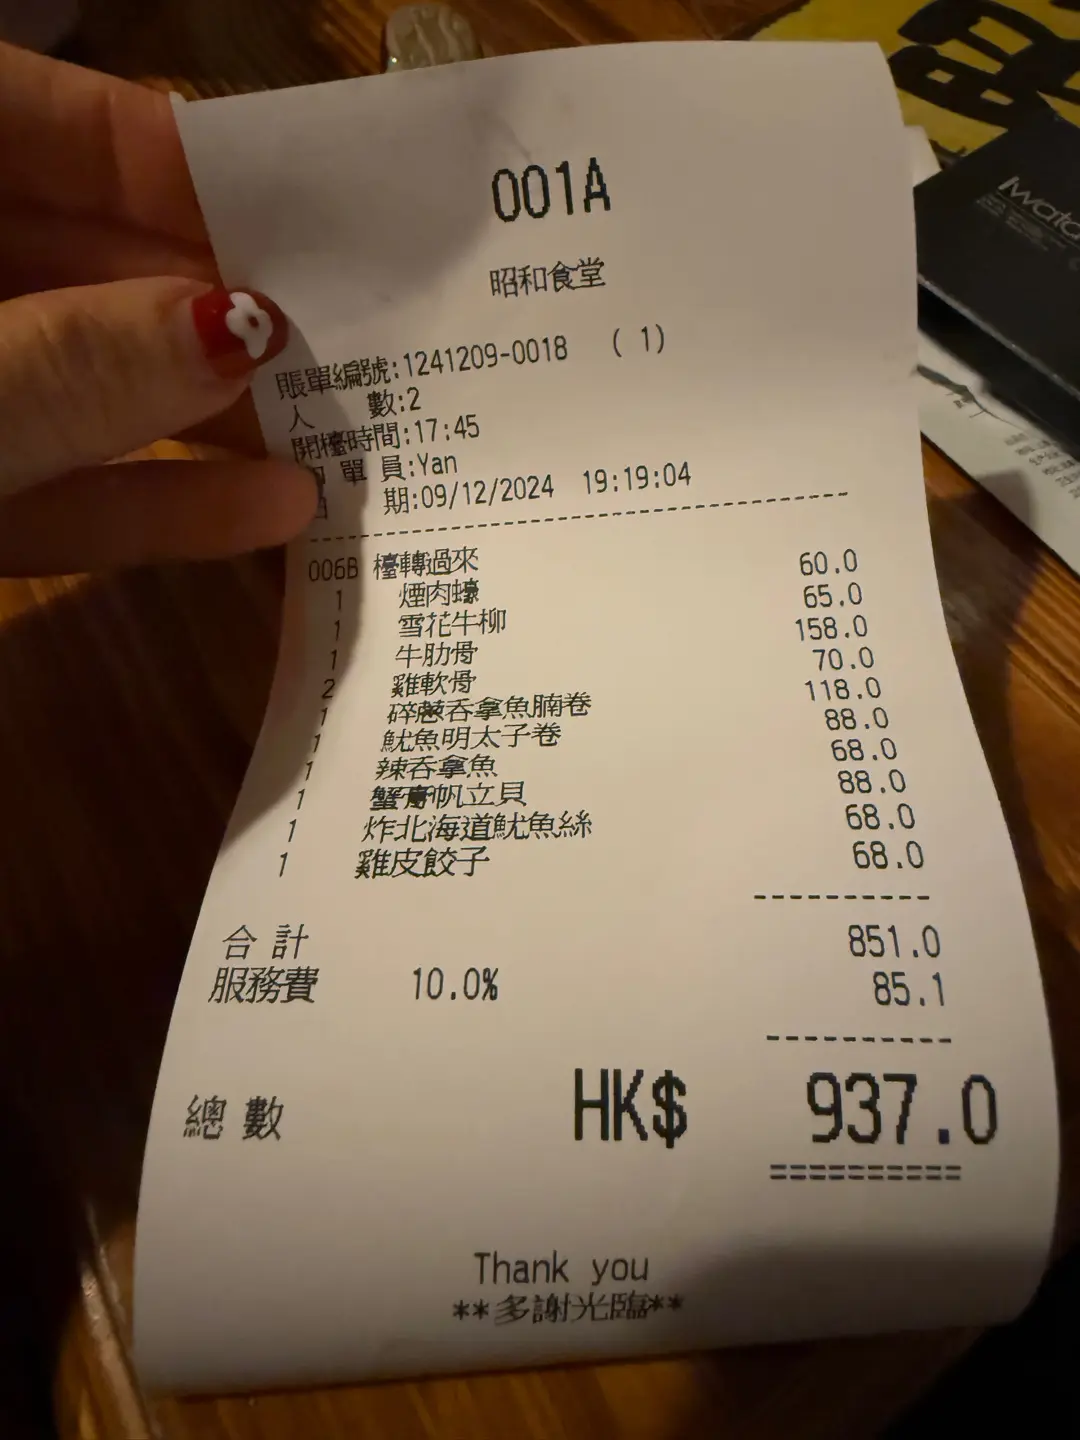 001A
昭和食堂
賬單編號:1241209-0018 ( 1)
人 數:2
開檯時間:17:45
單 員:Yan
期:09/12/2024 19:19:04
006B 檯轉過來
1 煙肉蠔 60.0
1 雪花牛柳 65.0
1 牛肋骨 158.0
2 雞軟骨 70.0
1 碎蔥吞拿魚腩卷 118.0
1 魷魚明太子卷 88.0
1 辣吞拿魚 68.0
1 蟹膏帆立貝 88.0
1 炸北海道魷魚絲 68.0
1 雞皮餃子 68.0
合 計 851.0
服務費 10.0% 85.1
總 數 HK$ 937.0
Thank you
**多謝光臨**